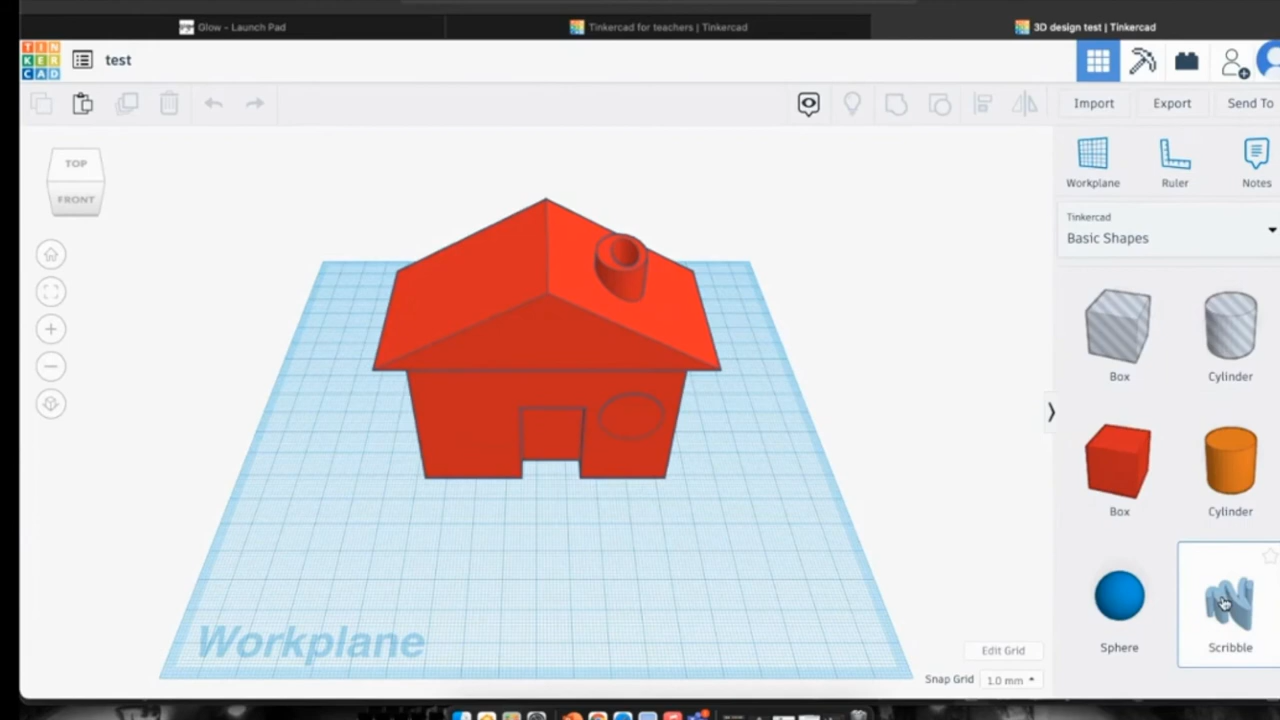 Glow - Launch Pad
Tinkercad for teachers | Tinkercad
3D design test | Tinkercad
TIN
KER
CAD
test
Import
Export
Send To
TOP
FRONT
Workplane
Ruler
Notes
Tinkercad
Basic Shapes
Box
Cylinder
Box
Cylinder
Sphere
Scribble
Workplane
Edit Grid
Snap Grid
1.0 mm